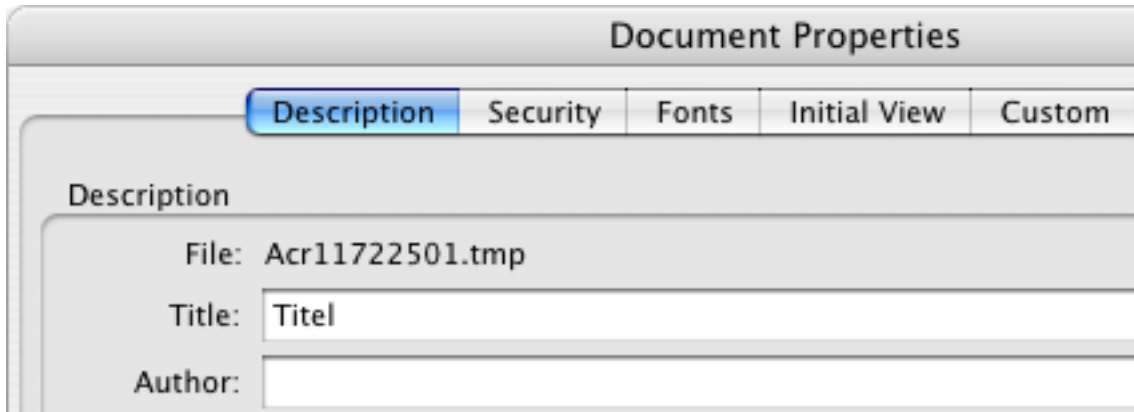 Document Properties
Description Security Fonts Initial View Custom
Description
File: Acr11722501.tmp
Title: Titel
Author: